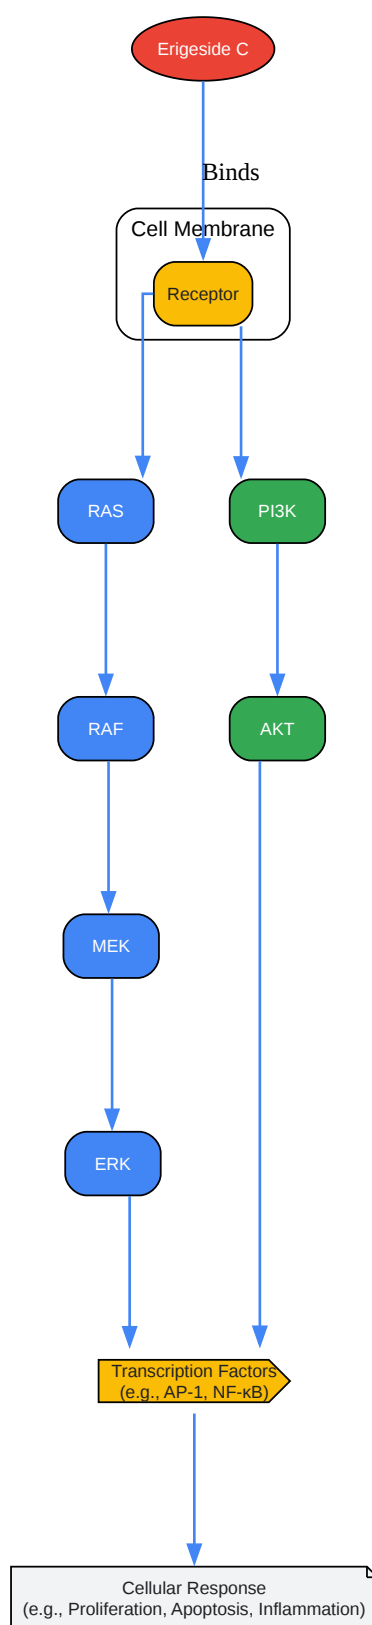 Erigeside C
Binds
Cell Membrane
Receptor
RAS
PI3K
RAF
AKT
MEK
ERK
Transcription Factors
(e.g., AP-1, NF-κB)
Cellular Response
(e.g., Proliferation, Apoptosis, Inflammation)